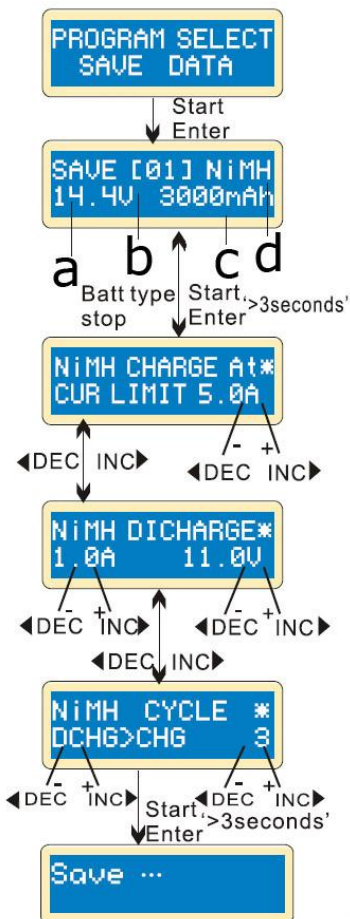 PROGRAM SELECT
SAVE DATA
Start
Enter
SAVE [01] NiMH
14.4V 3000mAh
a b c d
Batt type
stop
Start
Enter
'>3seconds'
NiMH CHARGE At*
CUR LIMIT 5.0A
- +
◀DEC INC▶
◀DEC INC▶
NiMH DICHARGE*
1.0A 11.0V
- + - +
◀DEC INC▶ ◀DEC INC▶
◀DEC INC▶
NiMH CYCLE *
DCHG>CHG 3
- + - +
◀DEC INC▶ ◀DEC INC▶
Start
Enter
'>3seconds'
Save ···